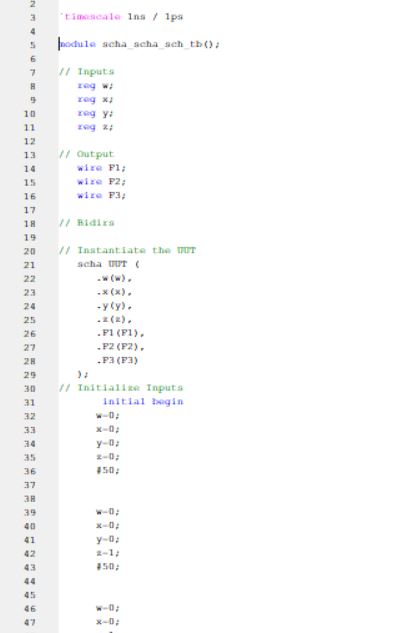 2
3 `timescale 1ns / 1ps
4
5 module scha_scha_sch_tb();
6
7 // Inputs
8 reg w;
9 reg x;
10 reg y;
11 reg z;
12
13 // Output
14 wire F1;
15 wire F2;
16 wire F3;
17
18 // Bidirs
19
20 // Instantiate the UUT
21 scha UUT (
22 .w(w),
23 .x(x),
24 .y(y),
25 .z(z),
26 .F1(F1),
27 .F2(F2),
28 .F3(F3)
29 );
30 // Initialize Inputs
31 initial begin
32 w=0;
33 x=0;
34 y=0;
35 z=0;
36 #50;
37
38
39 w=0;
40 x=0;
41 y=0;
42 z=1;
43 #50;
44
45
46 w=0;
47 x=0;